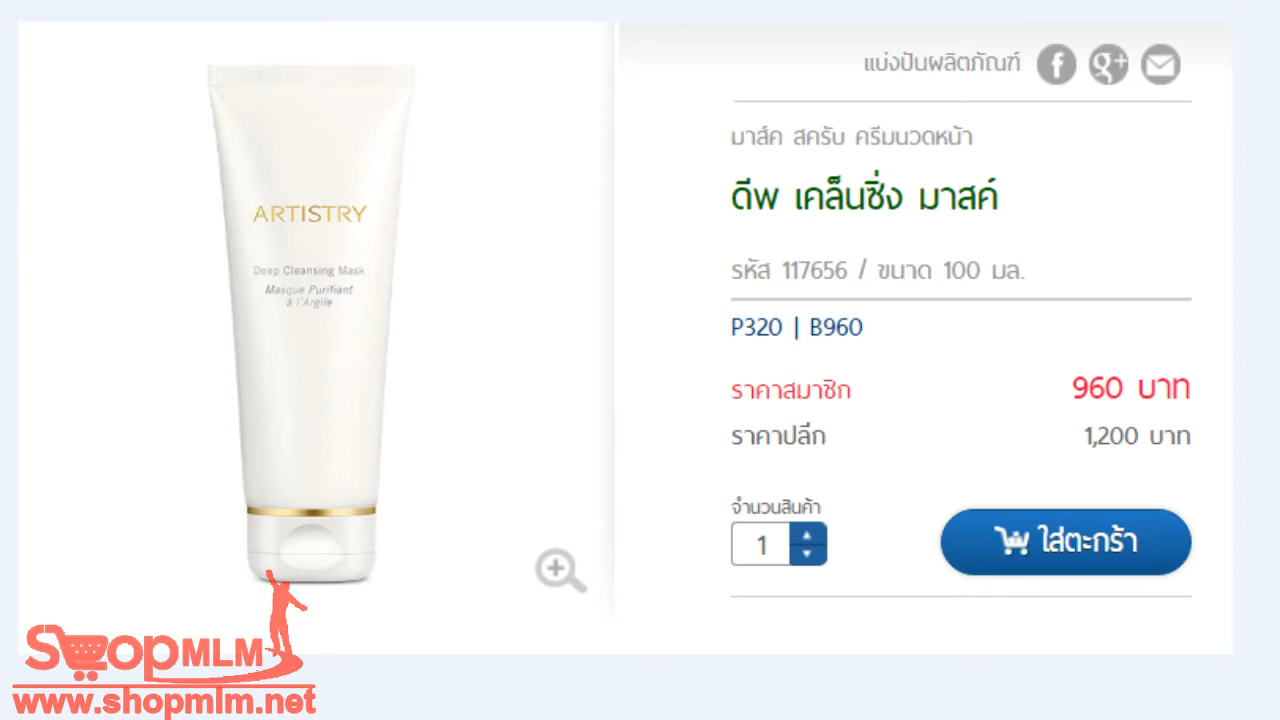 ARTISTRY
Deep Cleansing Mask
Masque Purifiant
à l'Argile
แบ่งปันผลิตภัณฑ์
มาส์ค สครับ ครีมนวดหน้า
ดีพ เคล็นซิ่ง มาสค์
รหัส 117656 / ขนาด 100 มล.
P320 | B960
ราคาสมาชิก 960 บาท
ราคาปลีก 1,200 บาท
จำนวนสินค้า
1
ใส่ตะกร้า
ShopMLM
www.shopmlm.net